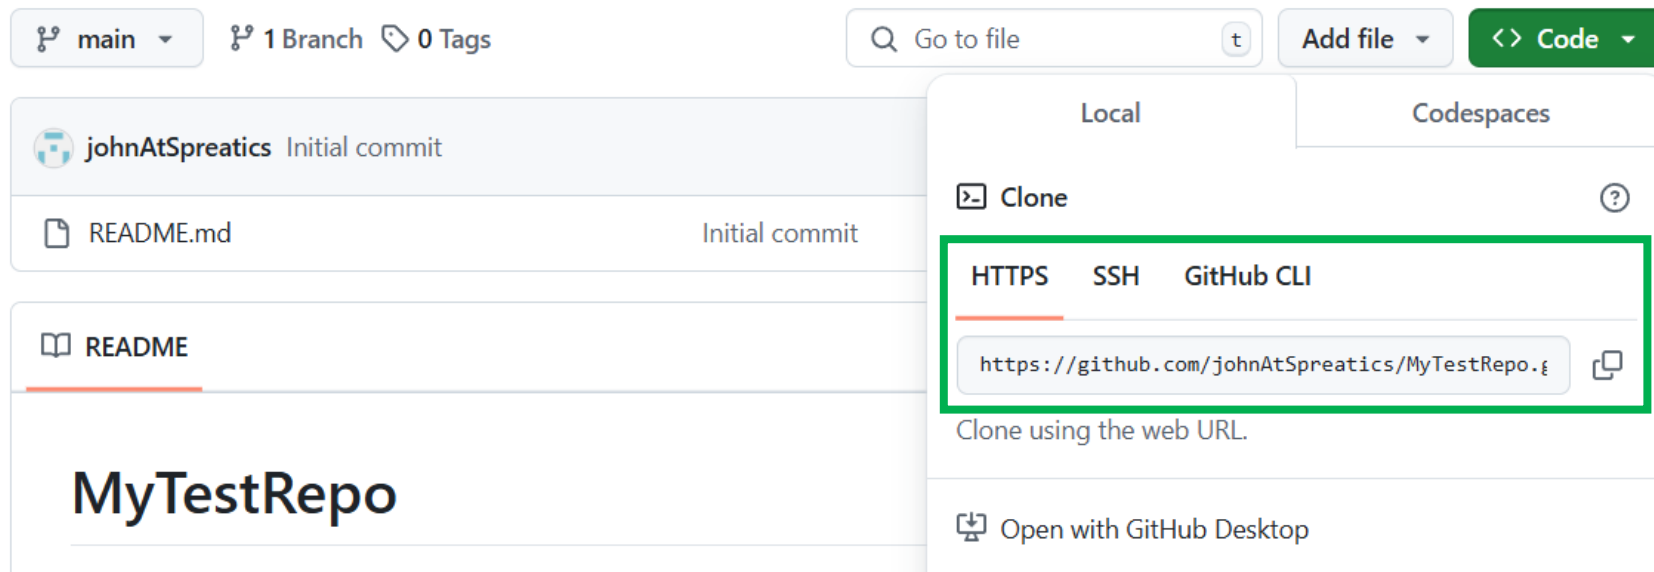 main
1 Branch
0 Tags
Go to file
t
Add file
<> Code
Local
Codespaces
johnAtSpreatics Initial commit
README.md
Initial commit
Clone
HTTPS
SSH
GitHub CLI
https://github.com/johnAtSpreatics/MyTestRepo.g
Clone using the web URL.
Open with GitHub Desktop
README
MyTestRepo